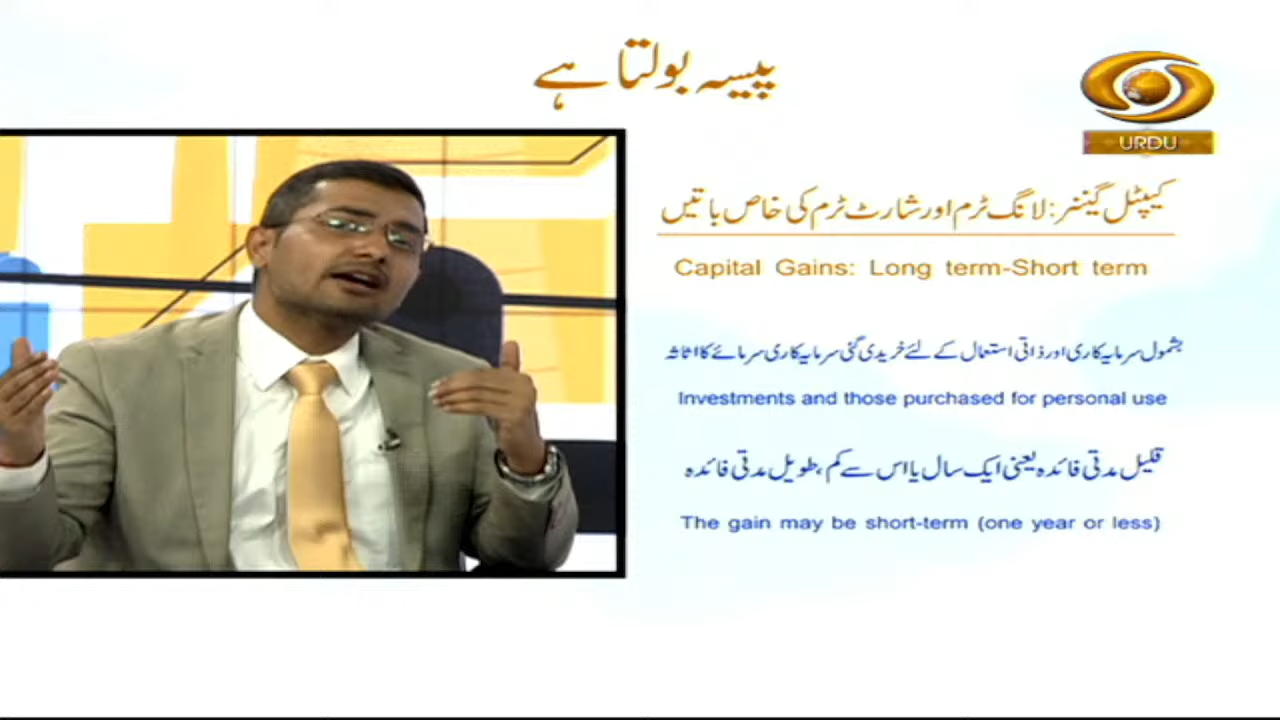 پیسہ بولتا ہے
URDU
کیپٹل گینز: لانگ ٹرم اور شارٹ ٹرم کی خاص باتیں
Capital Gains: Long term-Short term
بشمول سرمایہ کاری اور ذاتی استعمال کے لئے خریدی گئی سرمایہ کاری سرمائے کا اثاثہ
Investments and those purchased for personal use
قلیل مدتی فائدہ یعنی ایک سال یا اس سے کم، طویل مدتی فائدہ
The gain may be short-term (one year or less)